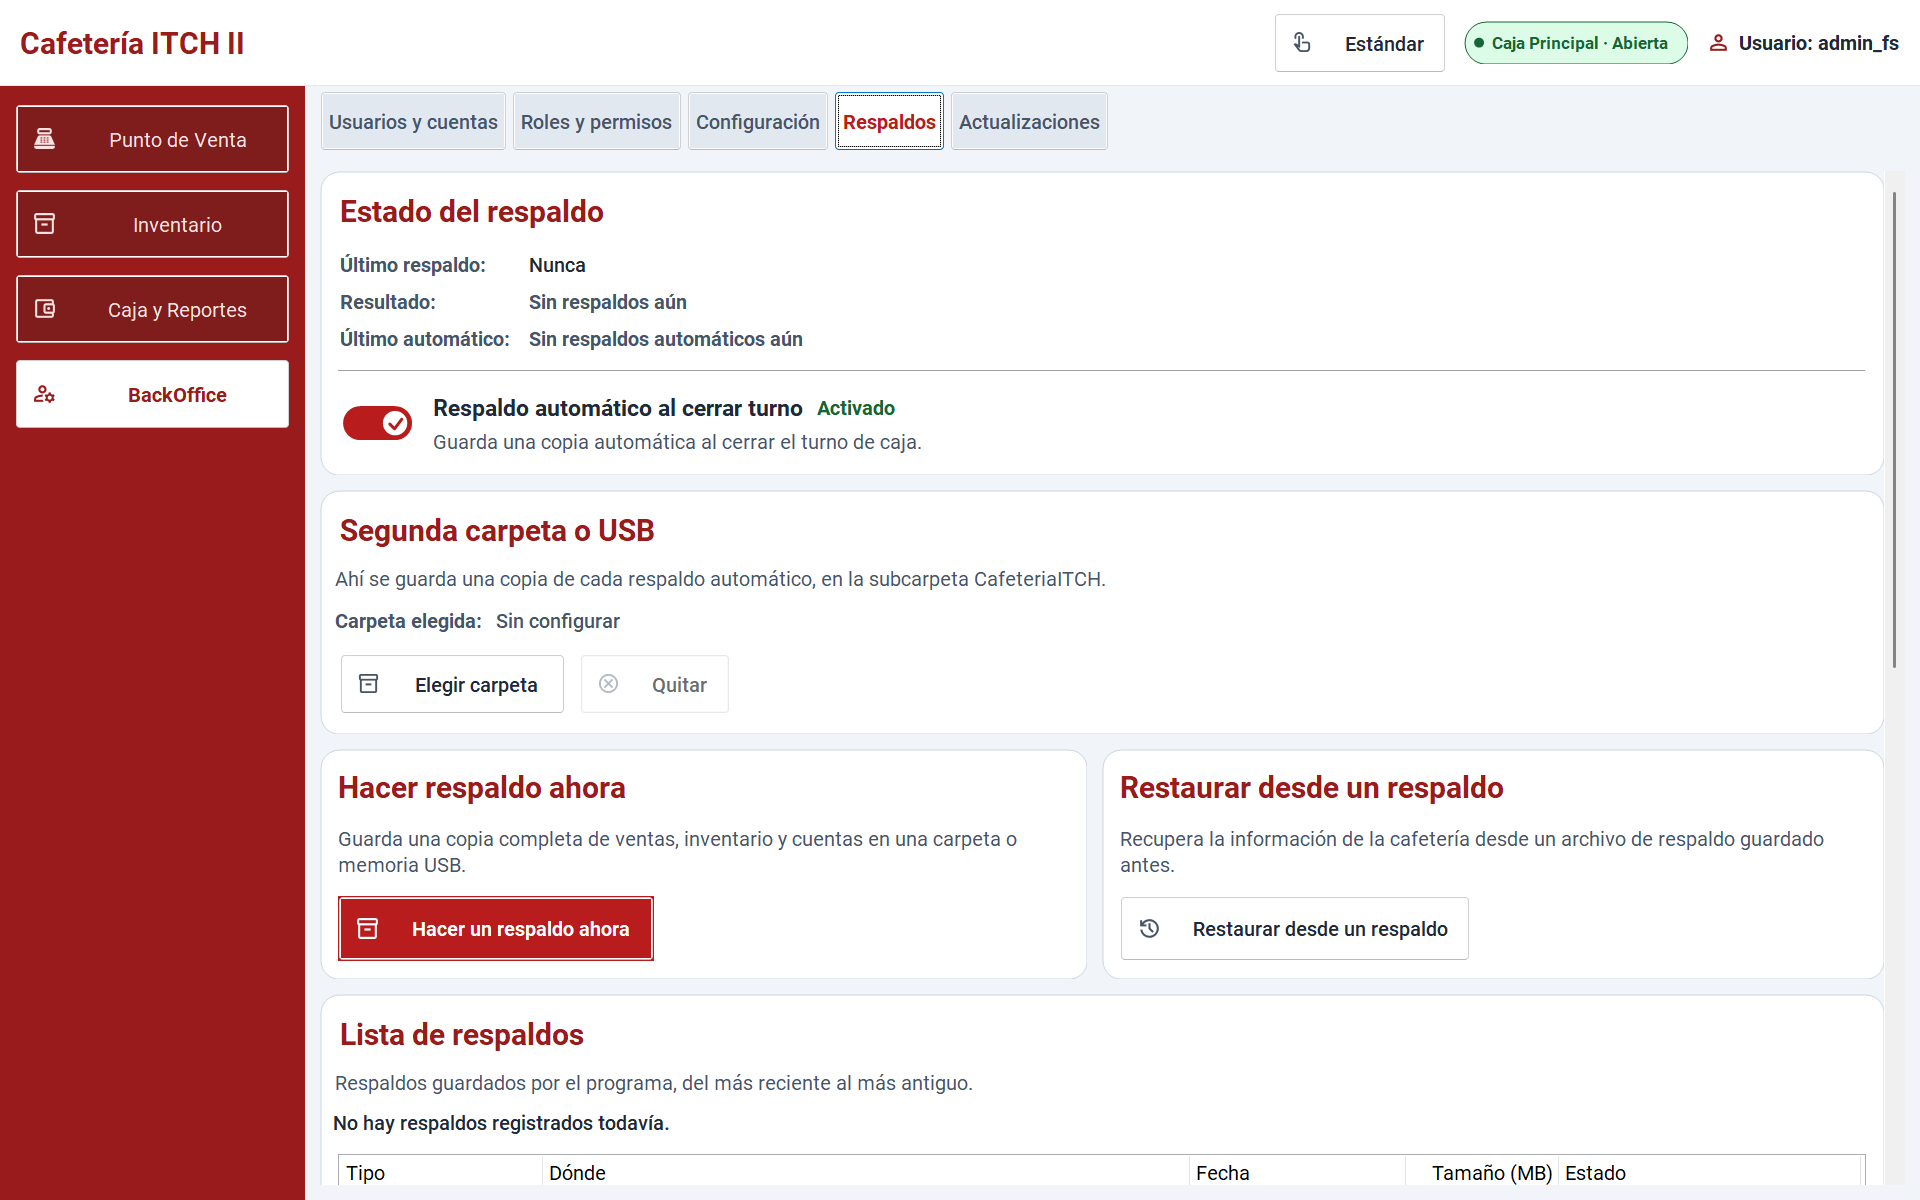 Cafetería ITCH II
Estándar
Caja Principal · Abierta
Usuario: admin_fs
Punto de Venta
Inventario
Caja y Reportes
BackOffice
Usuarios y cuentas
Roles y permisos
Configuración
Respaldos
Actualizaciones
Estado del respaldo
Último respaldo: Nunca
Resultado: Sin respaldos aún
Último automático: Sin respaldos automáticos aún
Respaldo automático al cerrar turno Activado
Guarda una copia automática al cerrar el turno de caja.
Segunda carpeta o USB
Ahí se guarda una copia de cada respaldo automático, en la subcarpeta CafeteriaITCH.
Carpeta elegida: Sin configurar
Elegir carpeta
Quitar
Hacer respaldo ahora
Guarda una copia completa de ventas, inventario y cuentas en una carpeta o
memoria USB.
Hacer un respaldo ahora
Restaurar desde un respaldo
Recupera la información de la cafetería desde un archivo de respaldo guardado
antes.
Restaurar desde un respaldo
Lista de respaldos
Respaldos guardados por el programa, del más reciente al más antiguo.
No hay respaldos registrados todavía.
Tipo Dónde Fecha Tamaño (MB) Estado